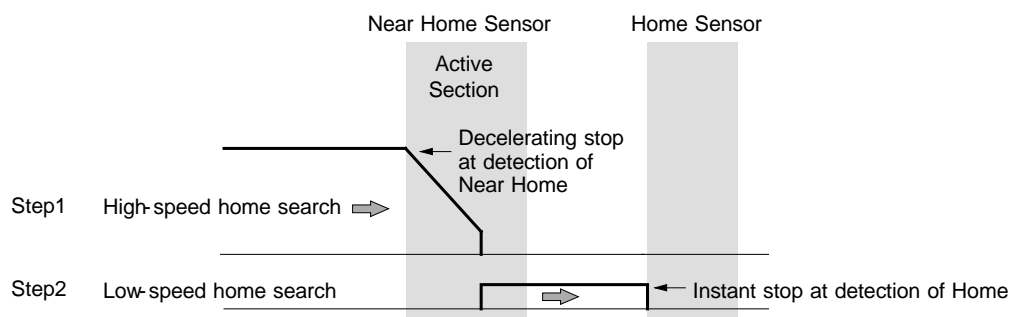 Near Home Sensor
Home Sensor
Active
Section
Decelerating stop
at detection of
Near Home
Step1
High-speed home search
Step2
Low-speed home search
Instant stop at detection of Home